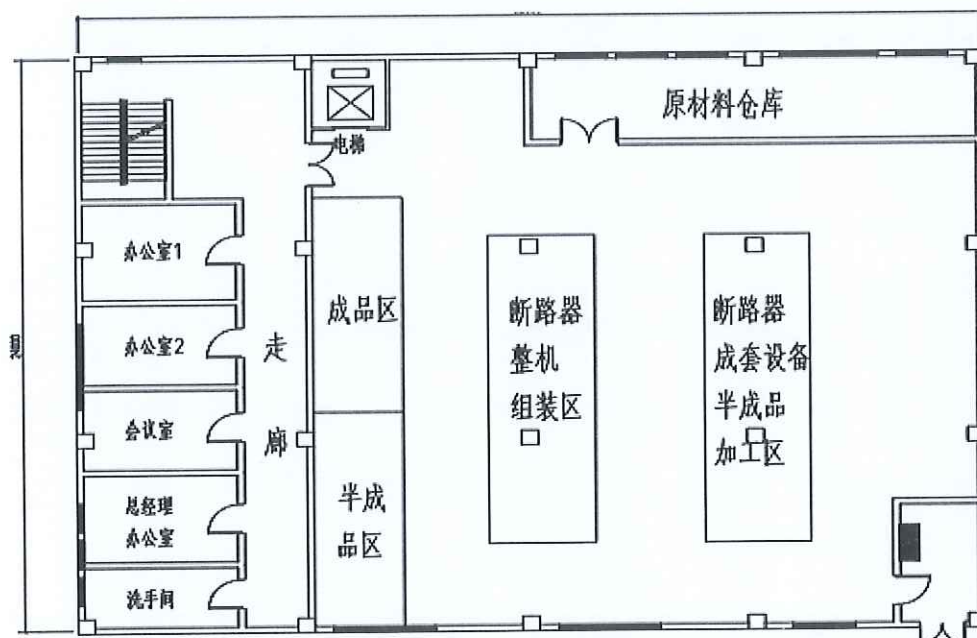 原材料仓库
电梯
办公室1
成品区
断路器
整机
组装区
断路器
成套设备
半成品
加工区
办公室2
走
廊
会议室
半成
品区
总经理
办公室
洗手间